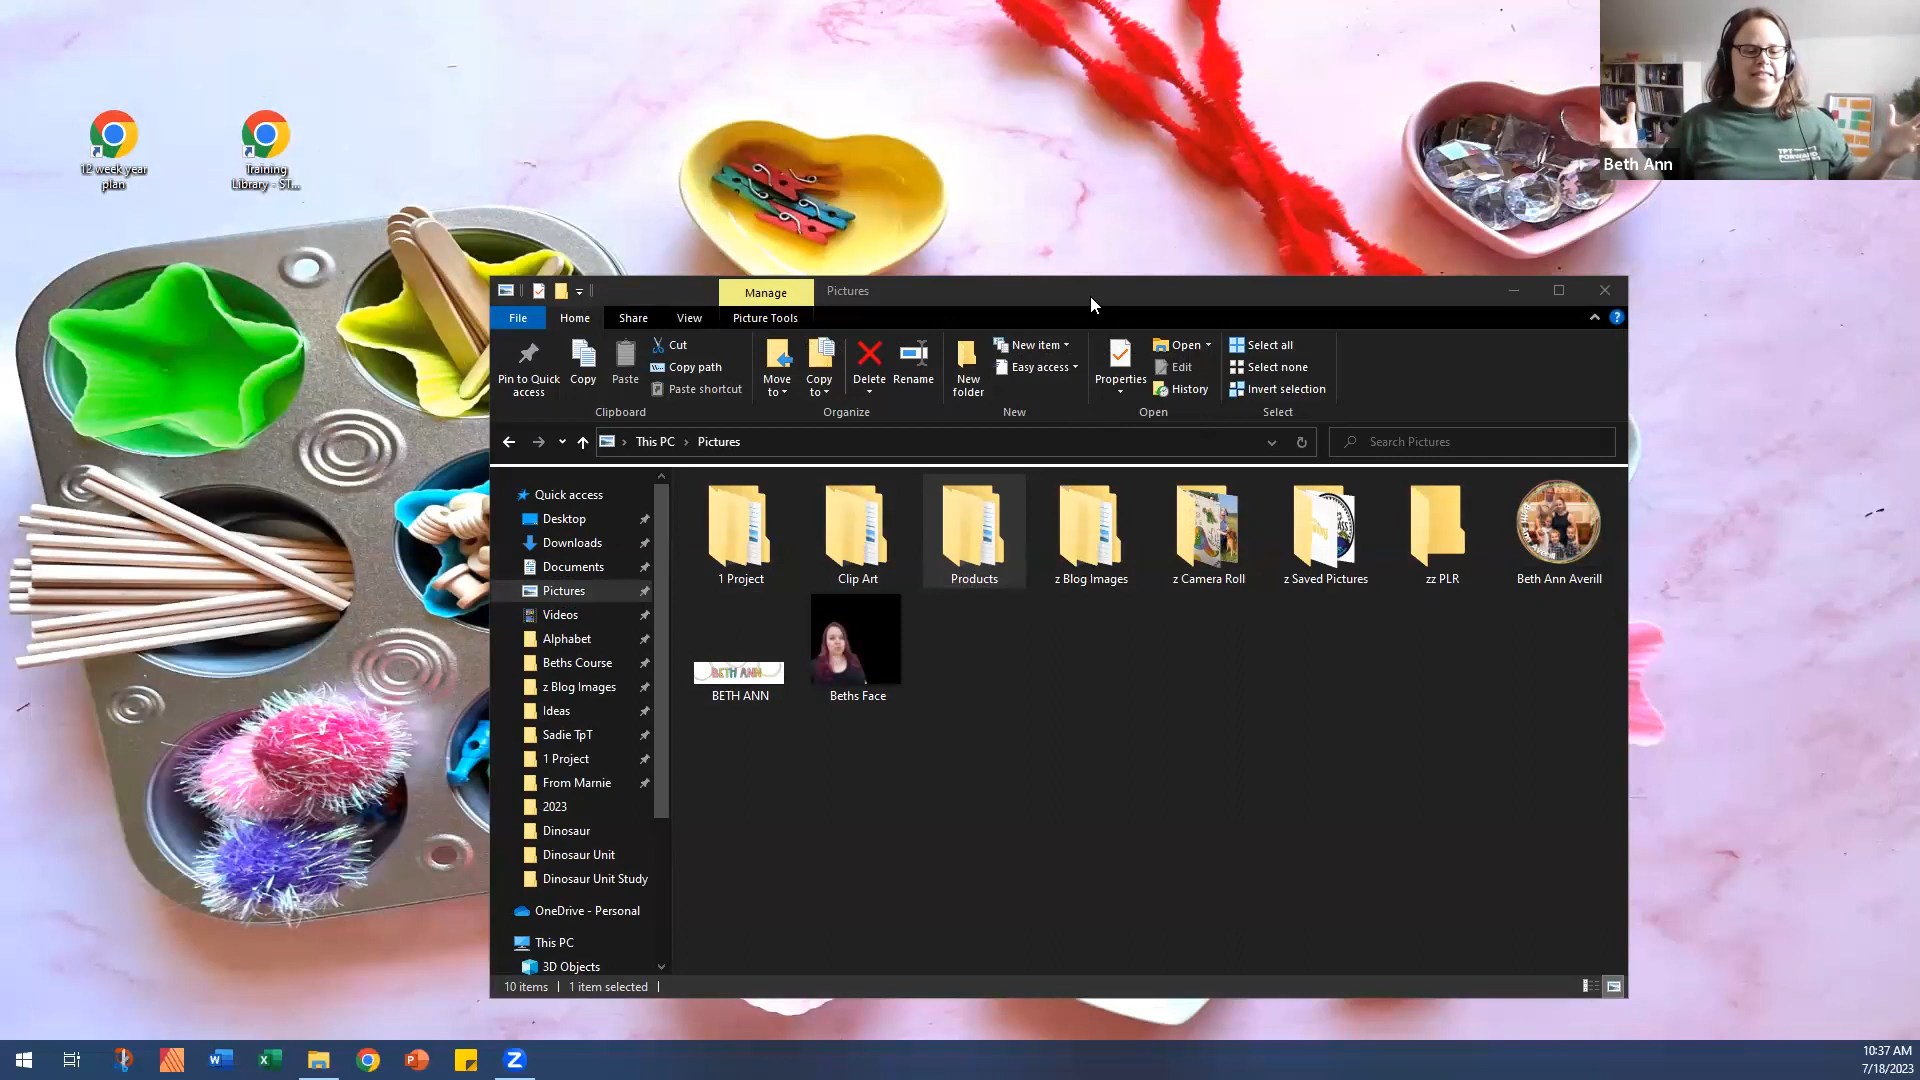 12 week year
plan
Training
Library - ST...
Beth Ann
TPT
FORWARD
Manage
Pictures
File
Home
Share
View
Picture Tools
Pin to Quick
access
Copy
Paste
Cut
Copy path
Paste shortcut
Clipboard
Move
to
Copy
to
Delete
Rename
Organize
New
folder
New item
Easy access
New
Properties
Open
Edit
History
Open
Select all
Select none
Invert selection
Select
This PC
Pictures
Search Pictures
Quick access
Desktop
Downloads
Documents
Pictures
Videos
Alphabet
Beths Course
z Blog Images
Ideas
Sadie TpT
1 Project
From Marnie
2023
Dinosaur
Dinosaur Unit
Dinosaur Unit Study
OneDrive - Personal
This PC
3D Objects
1 Project
Clip Art
Products
z Blog Images
z Camera Roll
z Saved Pictures
zz PLR
Beth Ann Averill
BETH ANN
BETH ANN
Beths Face
10 items
1 item selected
10:37 AM
7/18/2023